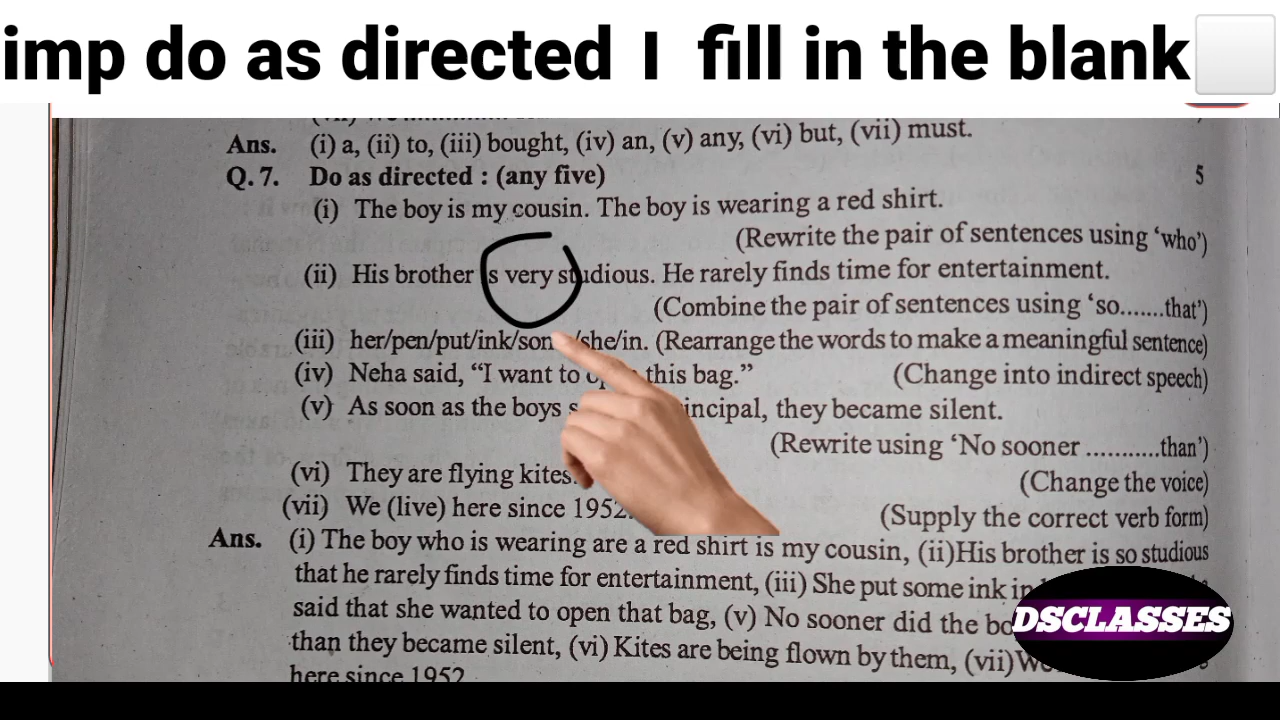 imp do as directed I fill in the blank
Ans. (i) a, (ii) to, (iii) bought, (iv) an, (v) any, (vi) but, (vii) must.
Q. 7. Do as directed : (any five) 5
(i) The boy is my cousin. The boy is wearing a red shirt.
(Rewrite the pair of sentences using ‘who’)
(ii) His brother is very studious. He rarely finds time for entertainment.
(Combine the pair of sentences using ‘so.......that’)
(iii) her/pen/put/ink/som /she/in. (Rearrange the words to make a meaningful sentence)
(iv) Neha said, “I want to this bag.” (Change into indirect speech)
(v) As soon as the boys incipal, they became silent.
(Rewrite using ‘No sooner ...........than’)
(vi) They are flying kites. (Change the voice)
(vii) We (live) here since 1952. (Supply the correct verb form)
Ans. (i) The boy who is wearing are a red shirt is my cousin, (ii)His brother is so studious
that he rarely finds time for entertainment, (iii) She put some ink in
said that she wanted to open that bag, (v) No sooner did the bo
than they became silent, (vi) Kites are being flown by them, (vii)We
here since 1952
DSCLASSES